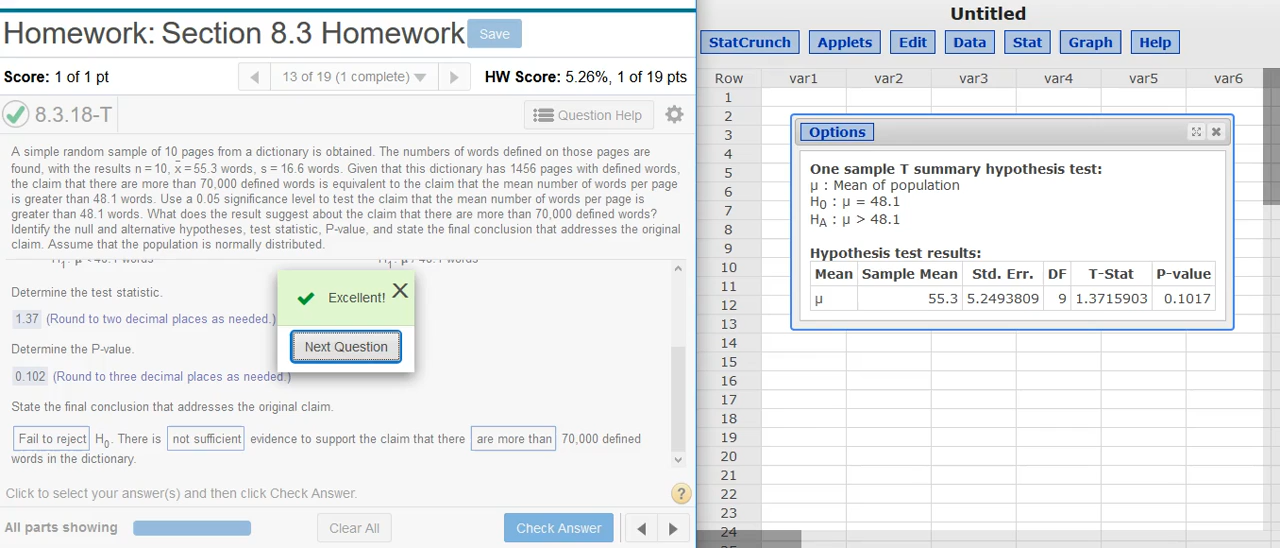 Homework: Section 8.3 Homework
Save
Score: 1 of 1 pt
13 of 19 (1 complete)
HW Score: 5.26%, 1 of 19 pts
8.3.18-T
Question Help
A simple random sample of 10 pages from a dictionary is obtained. The numbers of words defined on those pages are
found, with the results n = 10, x̄ = 55.3 words, s = 16.6 words. Given that this dictionary has 1456 pages with defined words,
the claim that there are more than 70,000 defined words is equivalent to the claim that the mean number of words per page
is greater than 48.1 words. Use a 0.05 significance level to test the claim that the mean number of words per page is
greater than 48.1 words. What does the result suggest about the claim that there are more than 70,000 defined words?
Identify the null and alternative hypotheses, test statistic, P-value, and state the final conclusion that addresses the original
claim. Assume that the population is normally distributed.
Determine the test statistic.
1.37 (Round to two decimal places as needed.)
Determine the P-value.
0.102 (Round to three decimal places as needed.)
State the final conclusion that addresses the original claim.
Fail to reject H0. There is not sufficient evidence to support the claim that there are more than 70,000 defined
words in the dictionary.
Excellent!
Next Question
Click to select your answer(s) and then click Check Answer.
?
All parts showing
Clear All
Check Answer
Untitled
StatCrunch Applets Edit Data Stat Graph Help
Row var1 var2 var3 var4 var5 var6
1
2
3
4
5
6
7
8
9
10
11
12
13
14
15
16
17
18
19
20
21
22
23
24
Options
One sample T summary hypothesis test:
μ : Mean of population
H0 : μ = 48.1
HA : μ > 48.1
Hypothesis test results:
Mean Sample Mean Std. Err. DF T-Stat P-value
μ 55.3 5.2493809 9 1.3715903 0.1017